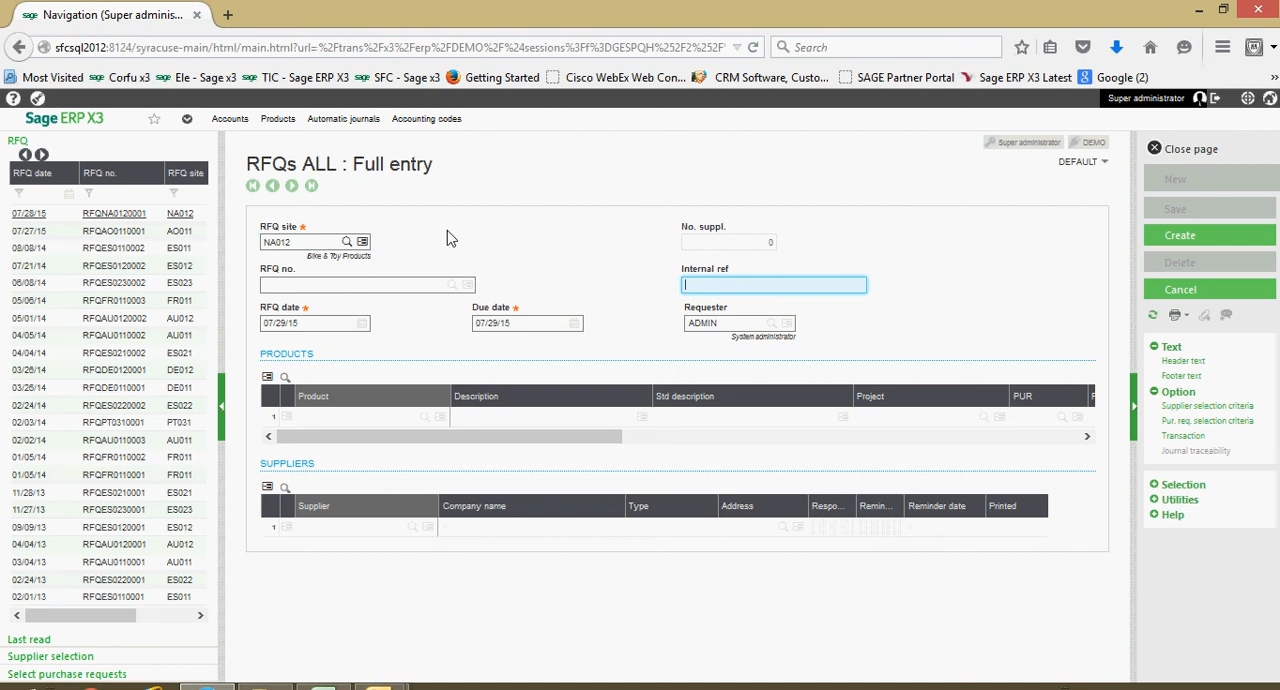 sage Navigation (Super adminis... × +
sfcsql2012:8124/syracuse-main/html/main.html?url=%2Ftrans%2Fx3%2Ferp%2FDEMO%2F%24sessions%3Ff%3DGESPQH%252F2%252F'
Search
Most Visited sage Corfu x3 sage Ele - Sage x3 sage TIC - Sage ERP X3 sage SFC - Sage x3 Getting Started Cisco WebEx Web Con... CRM Software, Custo... SAGE Partner Portal Sage ERP X3 Latest Google (2) »
? Super administrator
Sage ERP X3 Accounts Products Automatic journals Accounting codes
RFQ
RFQ date RFQ no. RFQ site
07/28/15 RFQNA0120001 NA012
07/27/15 RFQAO0110001 AO011
08/08/14 RFQES0110002 ES011
07/21/14 RFQES0120002 ES012
06/08/14 RFQES0230002 ES023
05/06/14 RFQFR0110003 FR011
05/01/14 RFQAU0120002 AU012
04/05/14 RFQAU0110002 AU011
04/04/14 RFQES0210002 ES021
03/26/14 RFQDE0120001 DE012
03/26/14 RFQDE0110001 DE011
02/24/14 RFQES0220002 ES022
02/03/14 RFQPT0310001 PT031
02/02/14 RFQAU0110003 AU011
01/05/14 RFQFR0110002 FR011
01/05/14 RFQFR0110001 FR011
11/28/13 RFQES0210001 ES021
11/27/13 RFQES0230001 ES023
09/09/13 RFQES0120001 ES012
04/04/13 RFQAU0120001 AU012
03/04/13 RFQAU0110001 AU011
02/24/13 RFQES0220001 ES022
02/01/13 RFQES0110001 ES011
Last read
Supplier selection
Select purchase requests
Super administrator DEMO
RFQs ALL : Full entry
DEFAULT
RFQ site * No. suppl.
NA012 0
Bike & Toy Products
RFQ no. Internal ref
RFQ date * Due date * Requester
07/29/15 07/29/15 ADMIN
System administrator
PRODUCTS
Product Description Std description Project PUR
1
SUPPLIERS
Supplier Company name Type Address Respo... Remin... Reminder date Printed
1
Close page
New
Save
Create
Delete
Cancel
Text
Header text
Footer text
Option
Supplier selection criteria
Pur. req. selection criteria
Transaction
Journal traceability
Selection
Utilities
Help